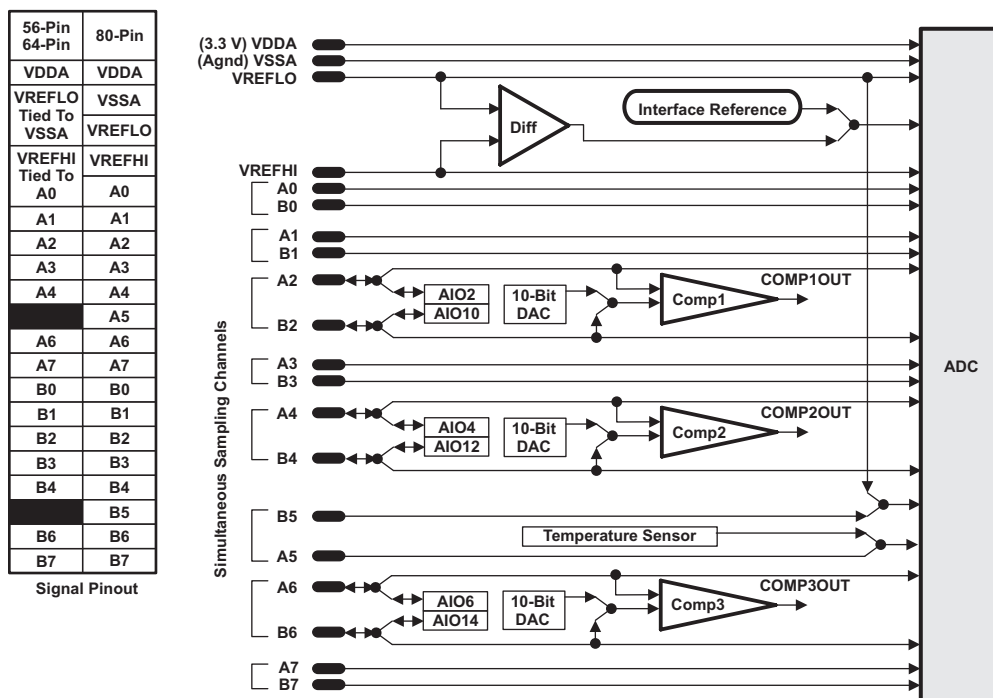 56-Pin
64-Pin
80-Pin
VDDA
VDDA
VREFLO
Tied To
VSSA
VSSA
VREFLO
VREFHI
Tied To
A0
VREFHI
A0
A1
A1
A2
A2
A3
A3
A4
A4
A5
A6
A6
A7
A7
B0
B0
B1
B1
B2
B2
B3
B3
B4
B4
B5
B6
B6
B7
B7
Signal Pinout
(3.3 V) VDDA
(Agnd) VSSA
VREFLO
Diff
Interface Reference
VREFHI
A0
B0
A1
B1
A2
B2
AIO2
AIO10
10-Bit
DAC
Comp1
COMP1OUT
A3
B3
A4
B4
AIO4
AIO12
10-Bit
DAC
Comp2
COMP2OUT
B5
Temperature Sensor
A5
A6
B6
AIO6
AIO14
10-Bit
DAC
Comp3
COMP3OUT
A7
B7
Simultaneous Sampling Channels
ADC